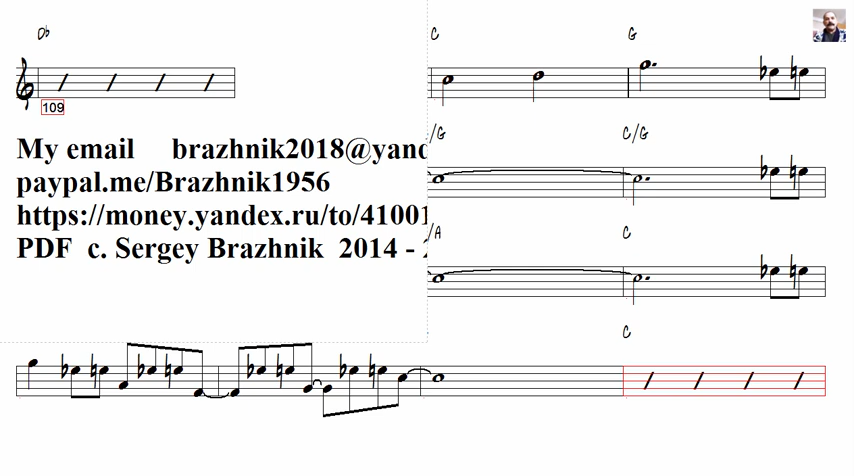 Db C G
109
/G C/G
My email brazhnik2018@yand
paypal.me/Brazhnik1956
https://money.yandex.ru/to/41001
/A C
PDF c. Sergey Brazhnik 2014 -
C